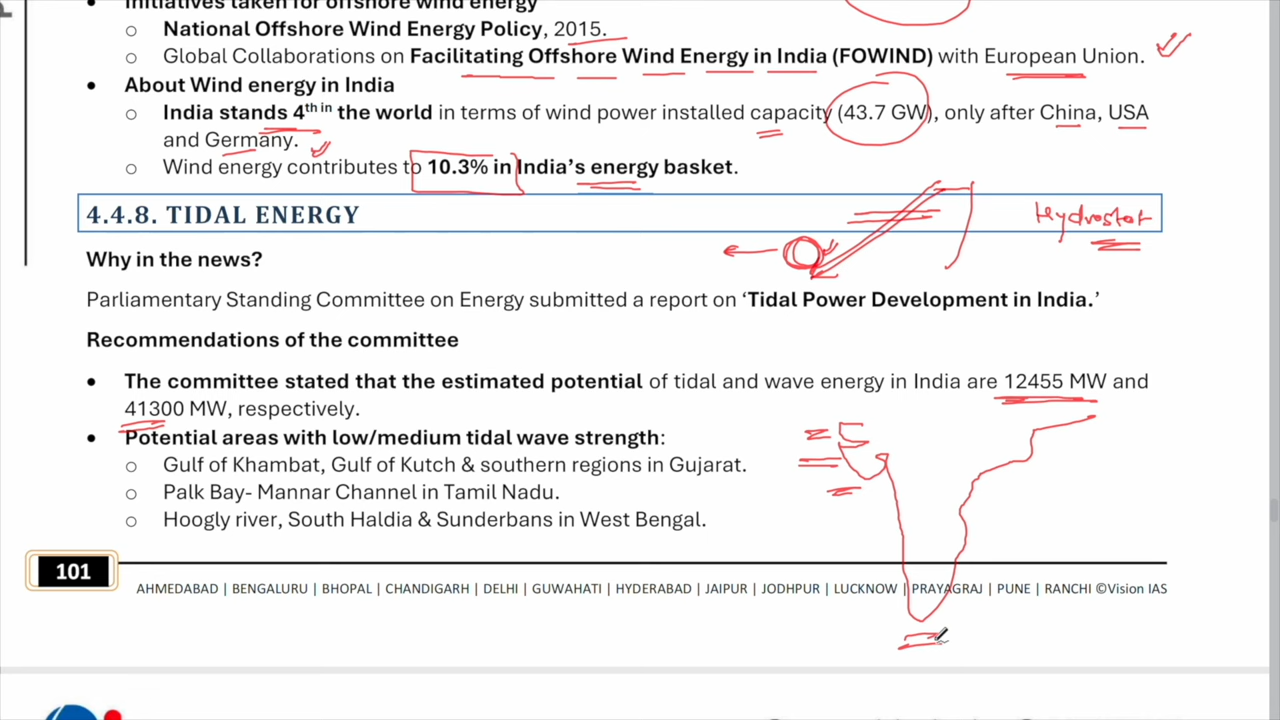 Initiatives taken for offshore wind energy
o National Offshore Wind Energy Policy, 2015.
o Global Collaborations on Facilitating Offshore Wind Energy in India (FOWIND) with European Union.
• About Wind energy in India
o India stands 4th in the world in terms of wind power installed capacity (43.7 GW), only after China, USA
and Germany.
o Wind energy contributes to 10.3% in India's energy basket.
4.4.8. TIDAL ENERGY
Hydrostat
Why in the news?
Parliamentary Standing Committee on Energy submitted a report on ‘Tidal Power Development in India.’
Recommendations of the committee
• The committee stated that the estimated potential of tidal and wave energy in India are 12455 MW and
41300 MW, respectively.
• Potential areas with low/medium tidal wave strength:
o Gulf of Khambat, Gulf of Kutch & southern regions in Gujarat.
o Palk Bay- Mannar Channel in Tamil Nadu.
o Hoogly river, South Haldia & Sunderbans in West Bengal.
101
AHMEDABAD | BENGALURU | BHOPAL | CHANDIGARH | DELHI | GUWAHATI | HYDERABAD | JAIPUR | JODHPUR | LUCKNOW | PRAYAGRAJ | PUNE | RANCHI ©Vision IAS